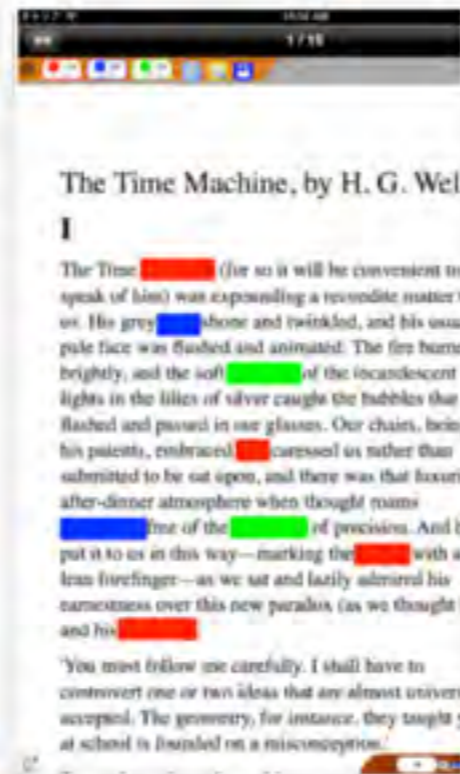 1 / 10
The Time Machine, by H. G. Wel
I
The Time (for so it will be convenient to
speak of him) was expounding a recondite matter
us. His grey shone and twinkled, and his usu
pale face was flushed and animated. The fire burne
brightly, and the soft of the incandescent
lights in the lilies of silver caught the bubbles that
flashed and passed in our glasses. Our chairs, bein
his patents, embraced caressed us rather than
submitted to be sat upon, and there was that luxuri
after-dinner atmosphere when thought roams
free of the of precision. And h
put it to us in this way—marking the with a
lean forefinger—as we sat and lazily admired his
earnestness over this new paradox (as we thought
and his
'You must follow me carefully. I shall have to
controvert one or two ideas that are almost univer
accepted. The geometry, for instance, they taught y
at school is founded on a misconception.'